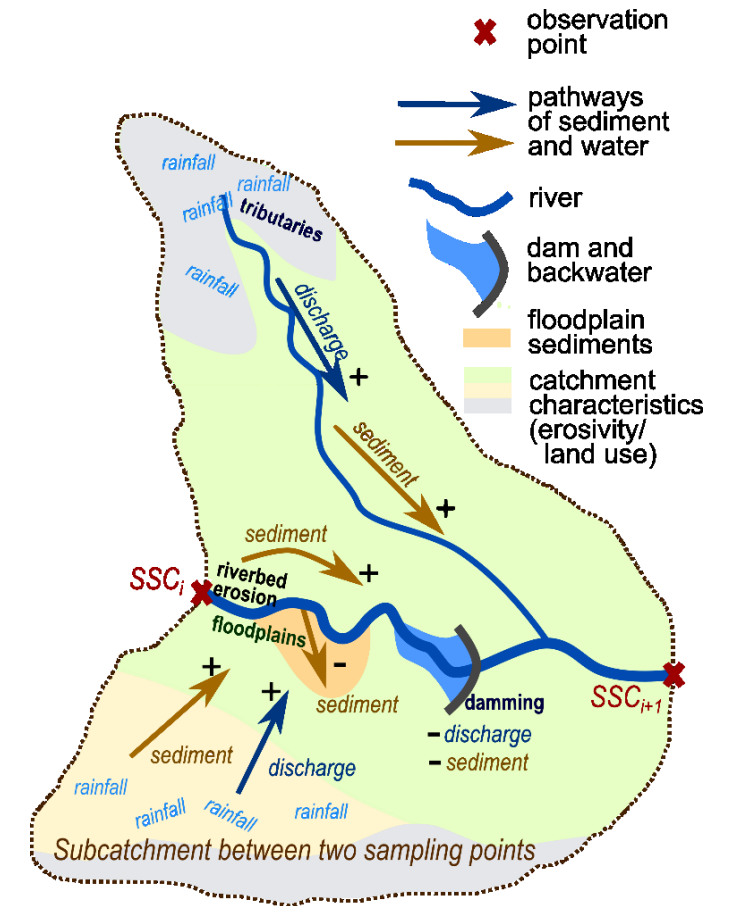 observation
point
pathways
of sediment
and water
river
dam and
backwater
floodplain
sediments
catchment
characteristics
(erosivity/
land use)
rainfall
rainfall
rainfall
tributaries
rainfall
discharge
+
sediment
+
sediment
+
SSCi
riverbed
erosion
floodplains
-
sediment
+
sediment
+
discharge
damming
- discharge
- sediment
SSCi+1
rainfall
rainfall
rainfall
rainfall
Subcatchment between two sampling points